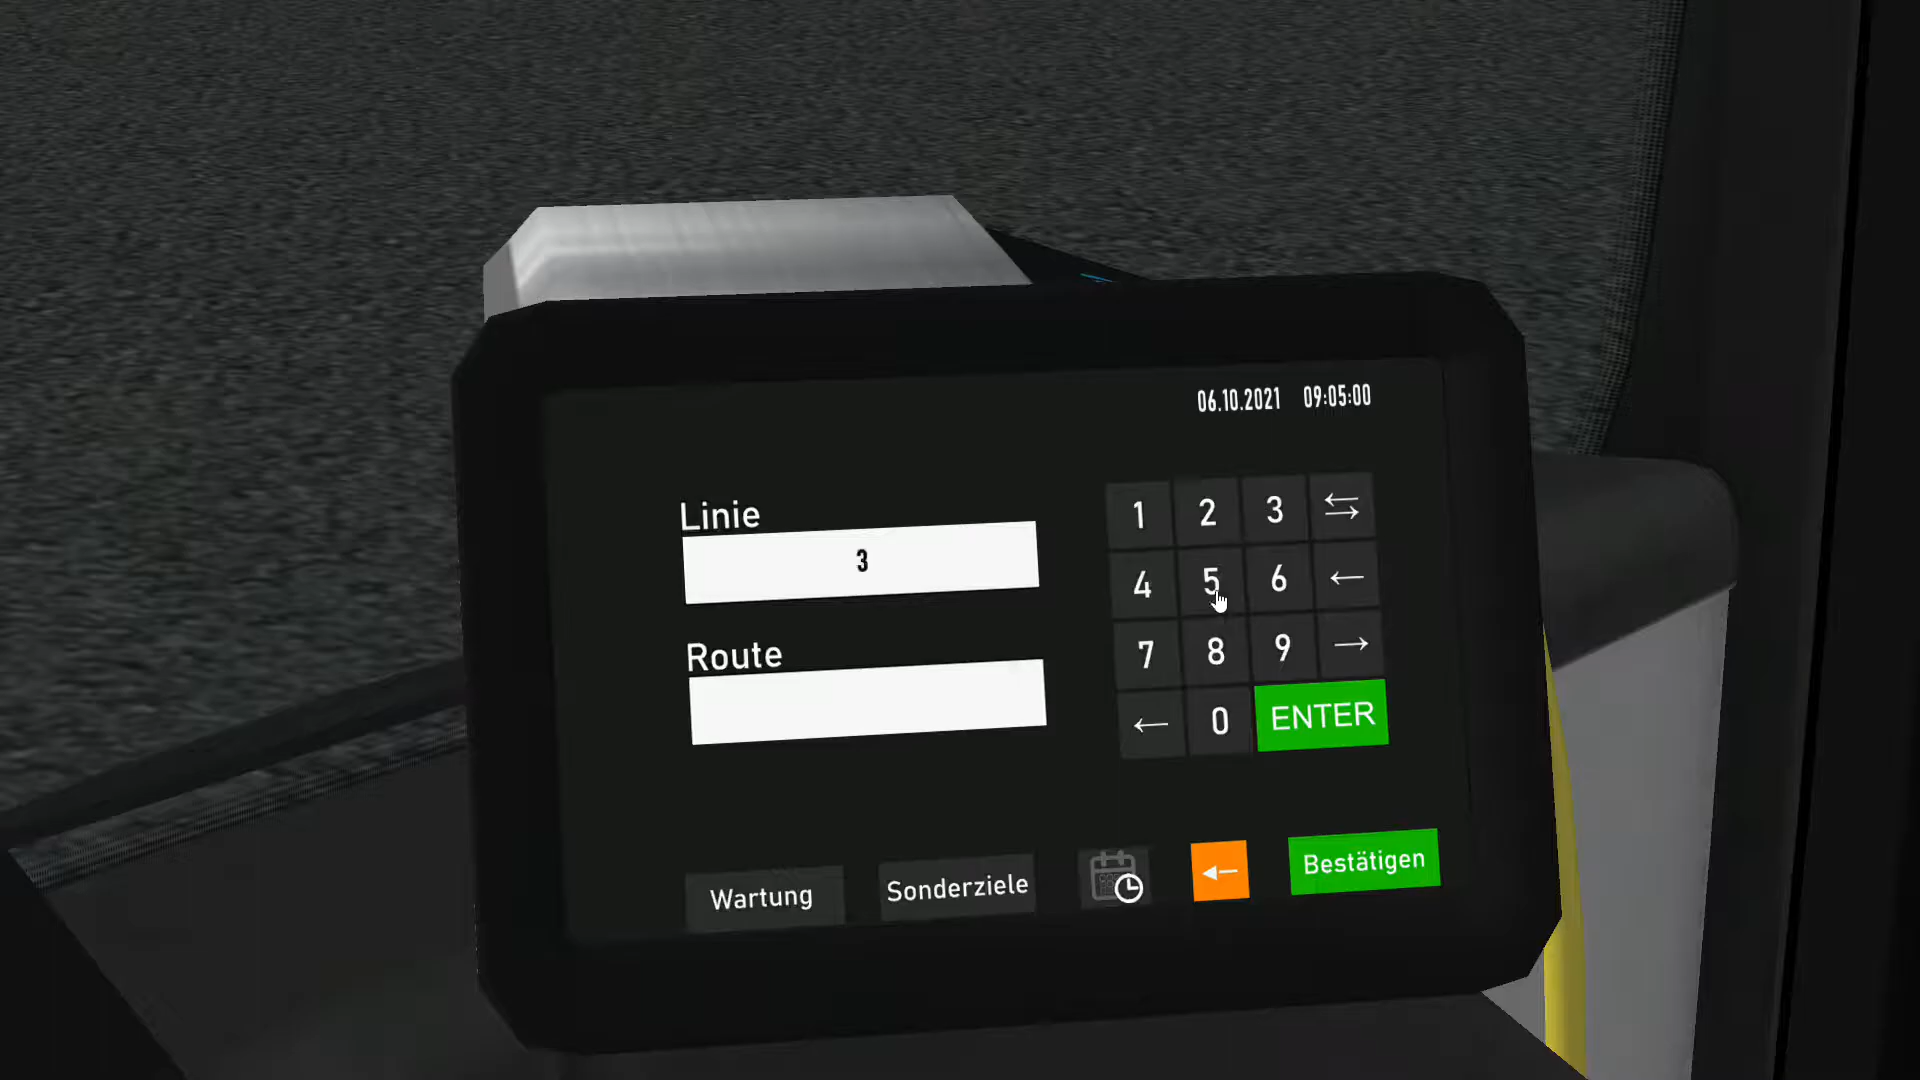 06.10.2021 09:05:00
Linie
3
Route
1 2 3 ⇆
4 5 6 ←
7 8 9 →
← 0 ENTER
Wartung Sonderziele ← Bestätigen